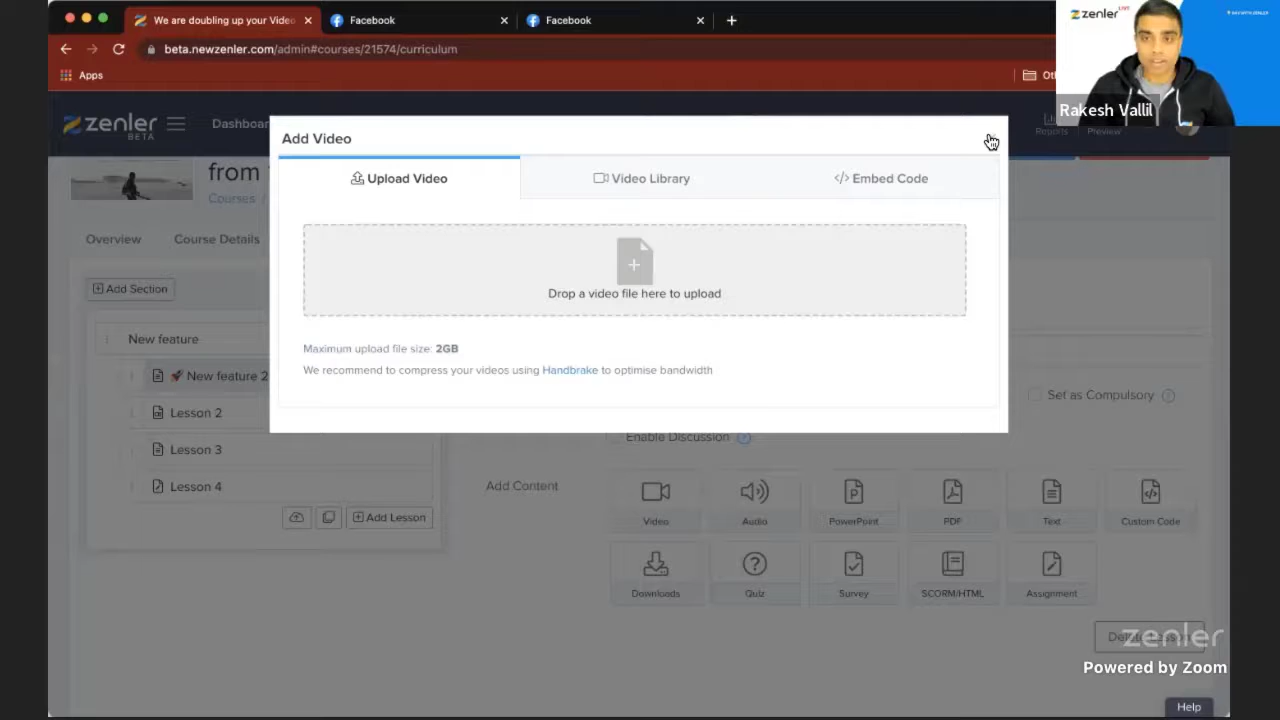 We are doubling up your Video
Facebook
Facebook
beta.newzenler.com/admin#courses/21574/curriculum
Apps
zenler LIVE
Rakesh Vallil
zenler
BETA
Dashboar
Reports
Preview
Add Video
Upload Video
Video Library
Embed Code
Drop a video file here to upload
Maximum upload file size: 2GB
We recommend to compress your videos using Handbrake to optimise bandwidth
from
Courses /
Overview
Course Details
Add Section
New feature
🚀 New feature 2
Lesson 2
Lesson 3
Lesson 4
Add Lesson
Set as Compulsory
Enable Discussion
Add Content
Video
Audio
PowerPoint
PDF
Text
Custom Code
Downloads
Quiz
Survey
SCORM/HTML
Assignment
zenler
Powered by Zoom
Help